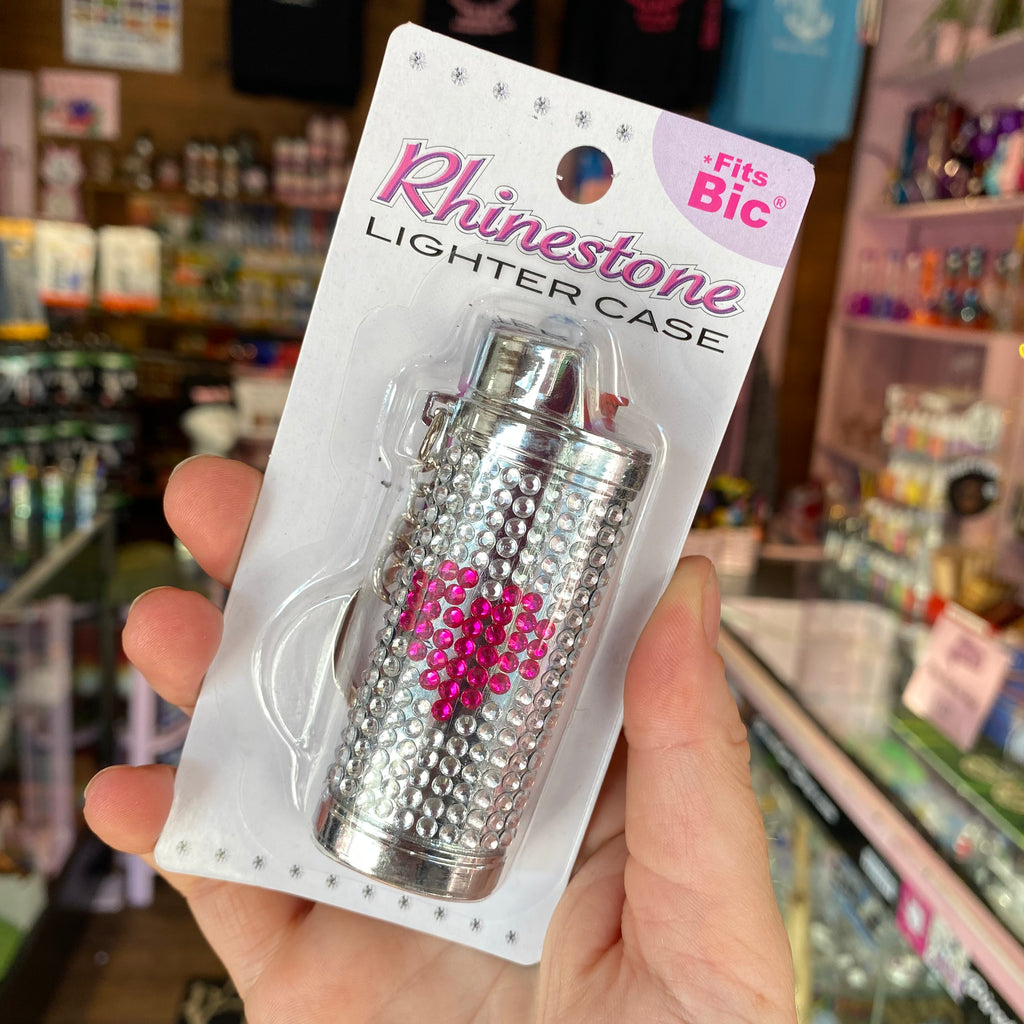 *Fits
Bic®
Rhinestone
LIGHTER CASE